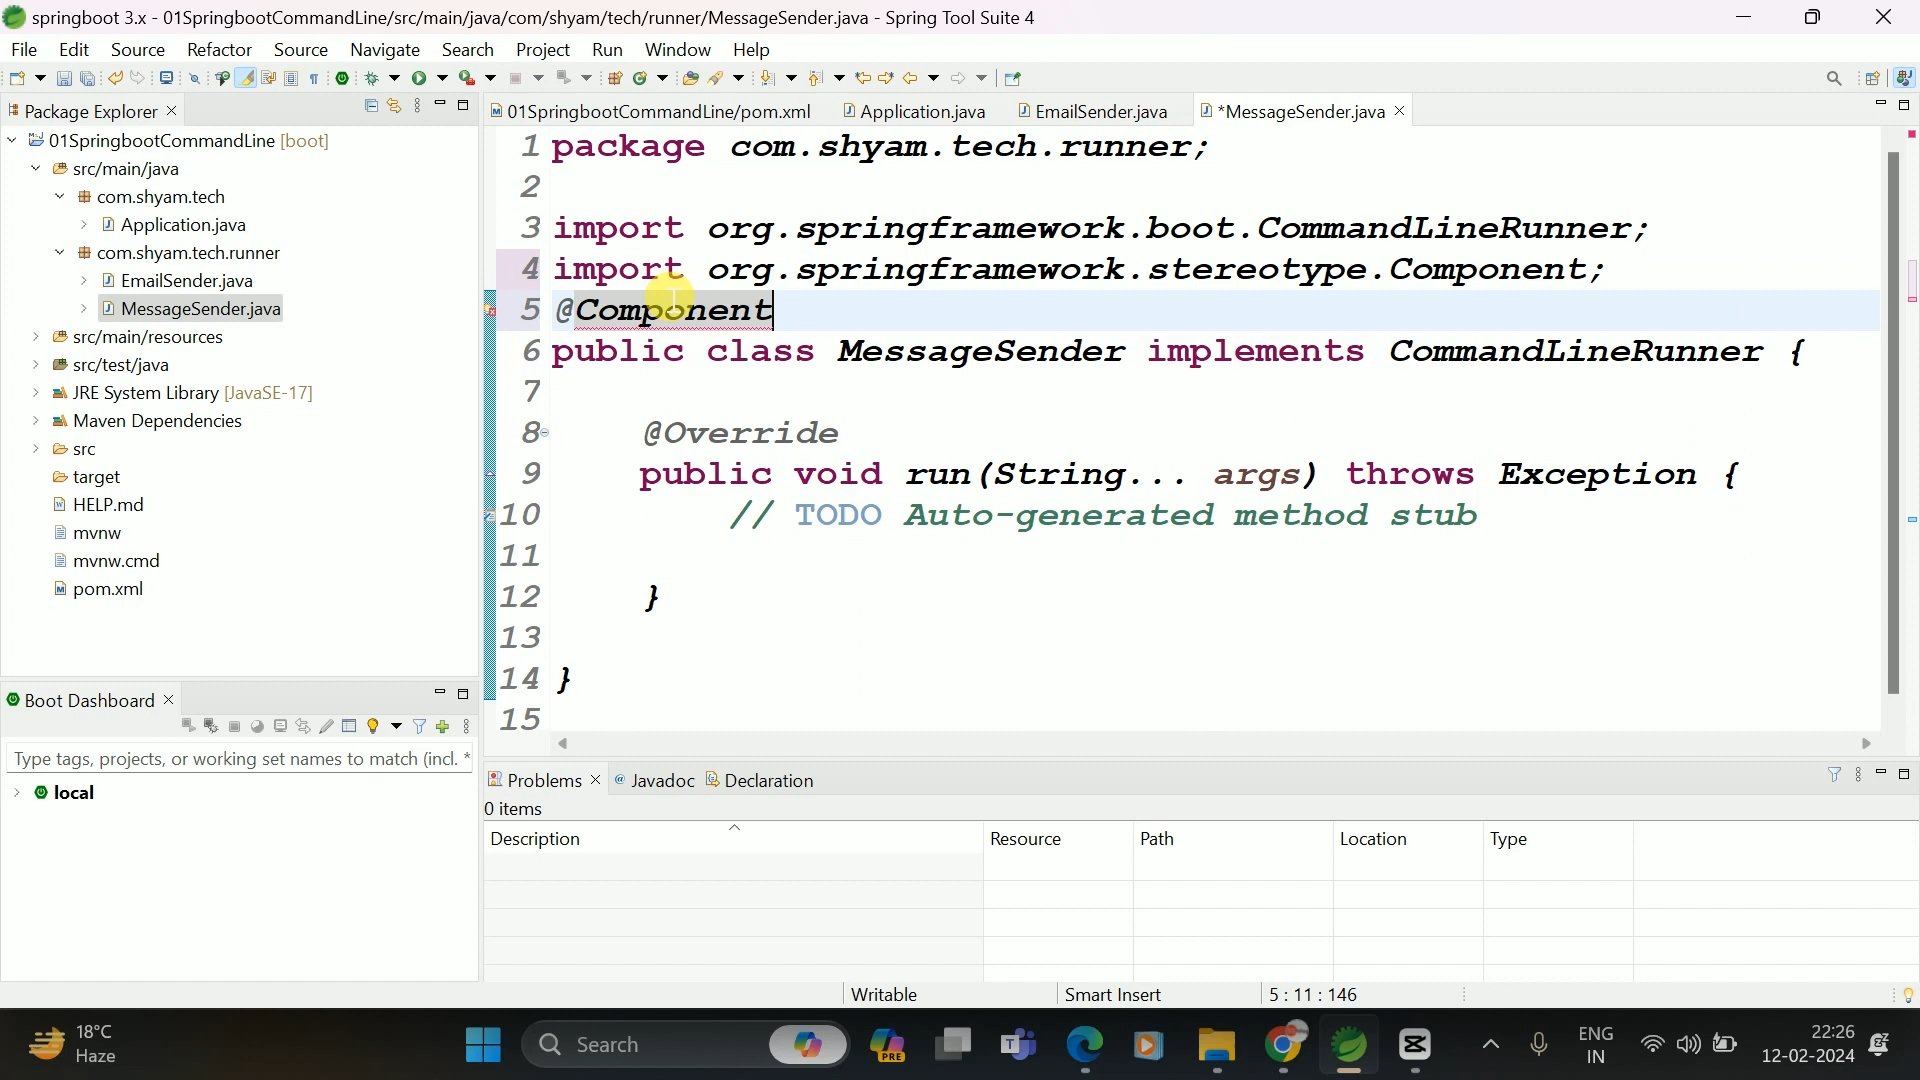 springboot 3.x - 01SpringbootCommandLine/src/main/java/com/shyam/tech/runner/MessageSender.java - Spring Tool Suite 4
File Edit Source Refactor Source Navigate Search Project Run Window Help
Package Explorer
01SpringbootCommandLine [boot]
src/main/java
com.shyam.tech
Application.java
com.shyam.tech.runner
EmailSender.java
MessageSender.java
src/main/resources
src/test/java
JRE System Library [JavaSE-17]
Maven Dependencies
src
target
HELP.md
mvnw
mvnw.cmd
pom.xml
Boot Dashboard
Type tags, projects, or working set names to match (incl. *
local
01SpringbootCommandLine/pom.xml Application.java EmailSender.java *MessageSender.java
1 package com.shyam.tech.runner;
2
3 import org.springframework.boot.CommandLineRunner;
4 import org.springframework.stereotype.Component;
5 @Component
6 public class MessageSender implements CommandLineRunner {
7
8 @Override
9 public void run(String... args) throws Exception {
10 // TODO Auto-generated method stub
11
12 }
13
14 }
15
Problems Javadoc Declaration
0 items
Description Resource Path Location Type
Writable Smart Insert 5 : 11 : 146
18°C
Haze
Search
PRE
ENG
IN
22:26
12-02-2024